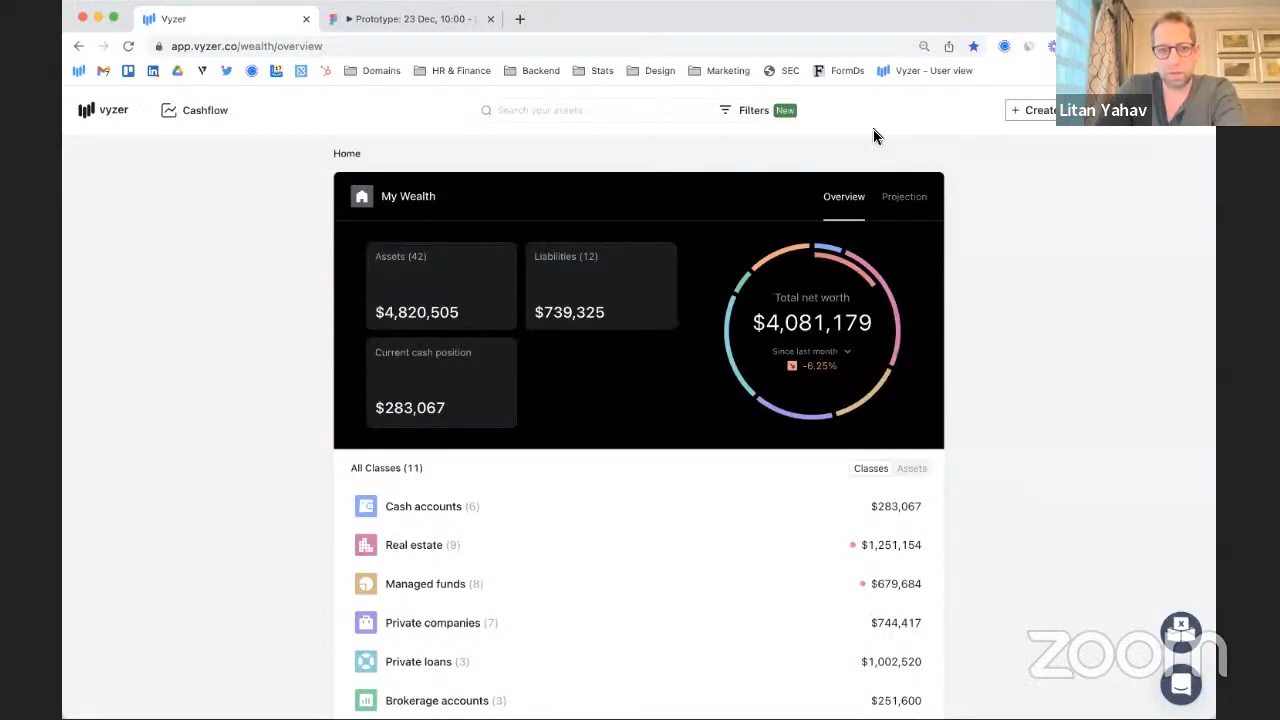 Vyzer
Prototype: 23 Dec, 10:00 -
app.vyzer.co/wealth/overview
Domains
HR & Finance
Backend
Stats
Design
Marketing
SEC
FormDs
Vyzer - User view
vyzer
Cashflow
Search your assets...
Filters
New
+ Create
Litan Yahav
Home
My Wealth
Overview
Projection
Assets (42)
$4,820,505
Liabilities (12)
$739,325
Current cash position
$283,067
Total net worth
$4,081,179
Since last month
-6.25%
All Classes (11)
Classes
Assets
Cash accounts (6)
$283,067
Real estate (9)
$1,251,154
Managed funds (8)
$679,684
Private companies (7)
$744,417
Private loans (3)
$1,002,520
Brokerage accounts (3)
$251,600
zoom